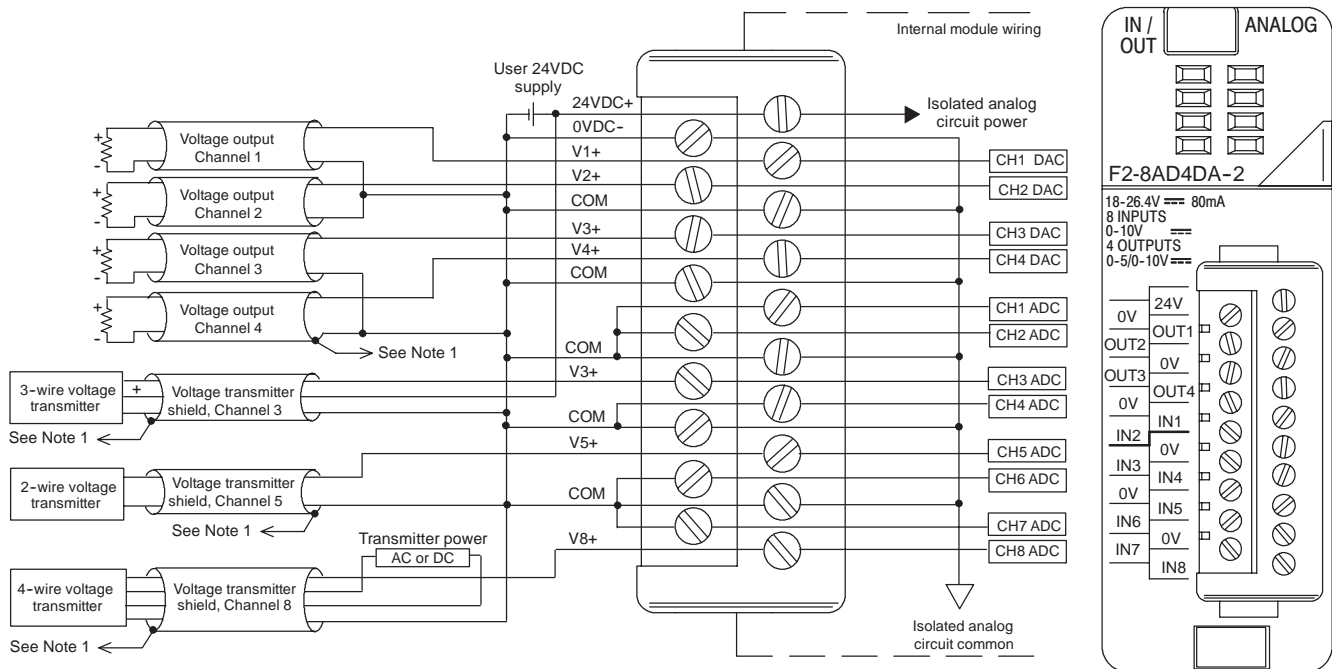 Internal module wiring
User 24VDC
supply
24VDC+
0VDC-
V1+
V2+
COM
V3+
V4+
COM
COM
V3+
COM
V5+
COM
V8+
Isolated analog
circuit power
CH1 DAC
CH2 DAC
CH3 DAC
CH4 DAC
CH1 ADC
CH2 ADC
CH3 ADC
CH4 ADC
CH5 ADC
CH6 ADC
CH7 ADC
CH8 ADC
Isolated analog
circuit common
+
-
Voltage output
Channel 1
+
-
Voltage output
Channel 2
+
-
Voltage output
Channel 3
+
-
Voltage output
Channel 4
See Note 1
3-wire voltage
transmitter
+
Voltage transmitter
shield, Channel 3
See Note 1
2-wire voltage
transmitter
Voltage transmitter
shield, Channel 5
See Note 1
Transmitter power
AC or DC
4-wire voltage
transmitter
Voltage transmitter
shield, Channel 8
See Note 1
IN /
OUT
ANALOG
F2-8AD4DA-2
18-26.4V 80mA
8 INPUTS
0-10V
4 OUTPUTS
0-5/0-10V
24V
0V
OUT1
OUT2
0V
OUT3
OUT4
0V
IN1
IN2
0V
IN3
IN4
0V
IN5
IN6
0V
IN7
IN8